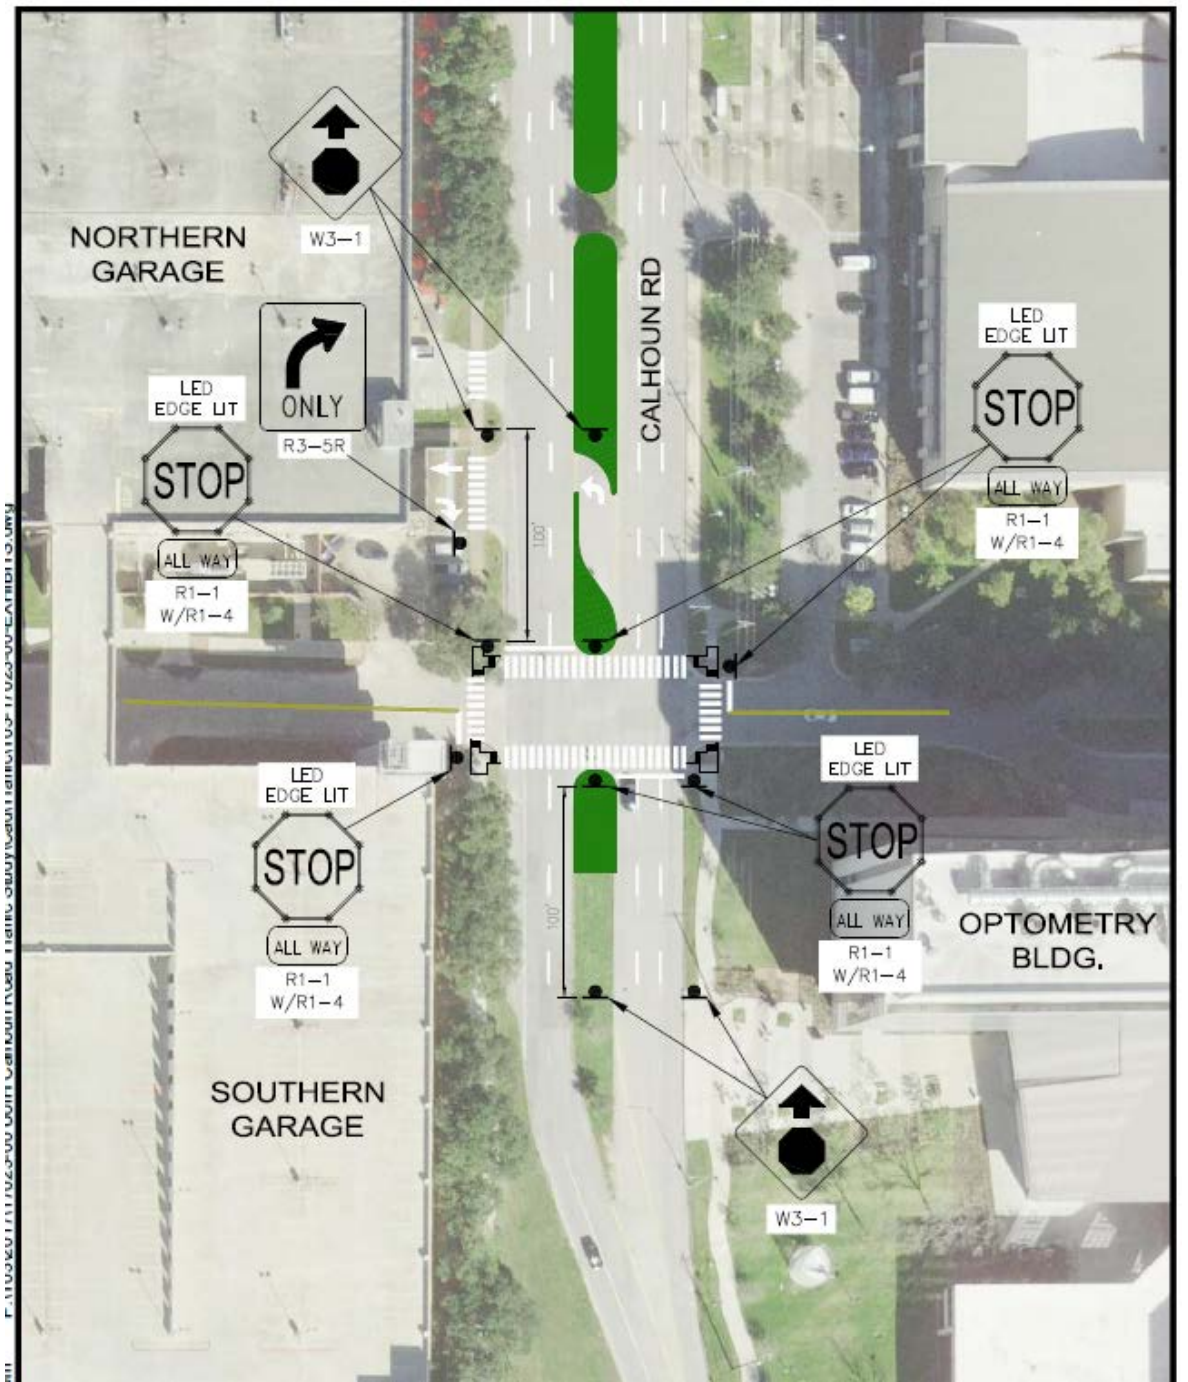 W3-1
NORTHERN
GARAGE
CALHOUN RD
ONLY
R3-5R
LED
EDGE LIT
STOP
ALL WAY
R1-1
W/R1-4
LED
EDGE LIT
STOP
ALL WAY
R1-1
W/R1-4
100'
LED
EDGE LIT
STOP
ALL WAY
R1-1
W/R1-4
LED
EDGE LIT
STOP
ALL WAY
R1-1
W/R1-4
100'
OPTOMETRY
BLDG.
SOUTHERN
GARAGE
W3-1